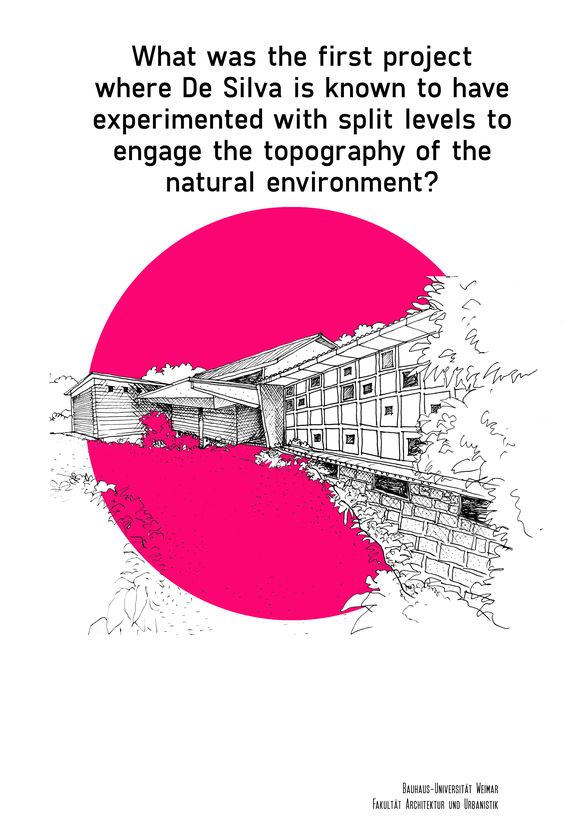 What was the first project
where De Silva is known to have
experimented with split levels to
engage the topography of the
natural environment?
Bauhaus-Universität Weimar
Fakultät Architektur und Urbanistik